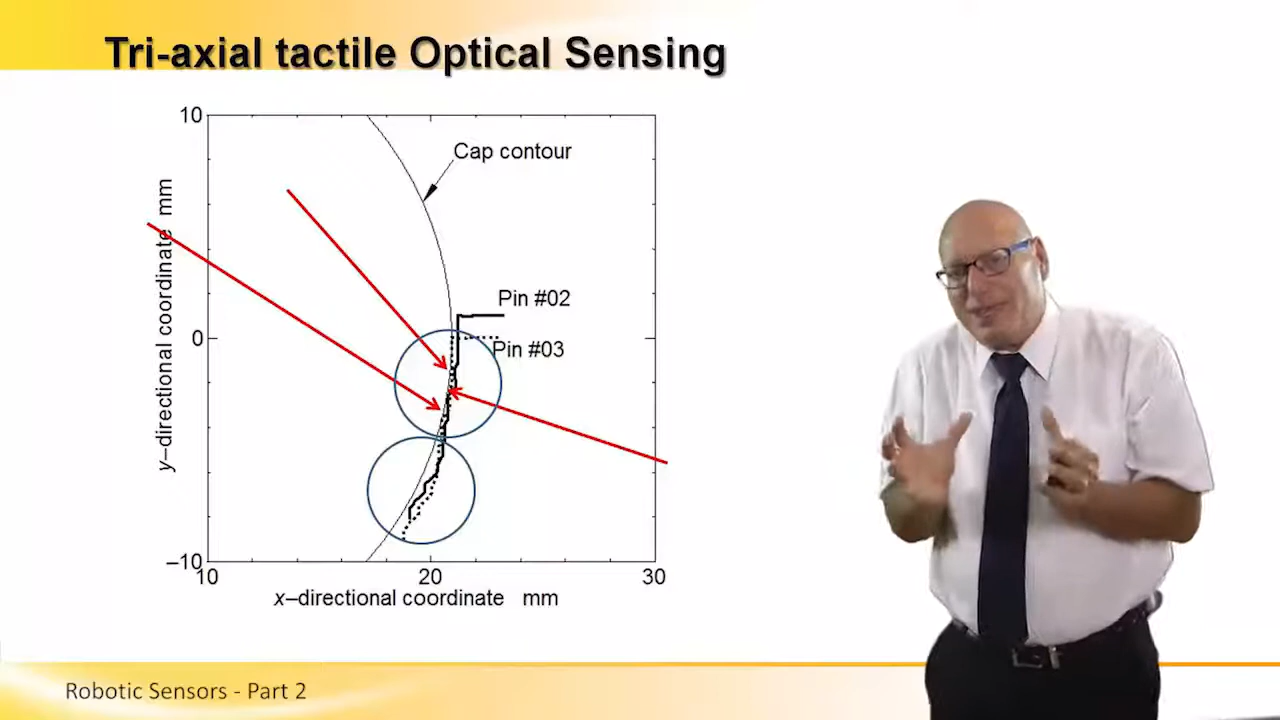 Tri-axial tactile Optical Sensing
10
Cap contour
y–directional coordinate mm
Pin #02
0
Pin #03
–10
10
20
30
x–directional coordinate mm
Robotic Sensors - Part 2